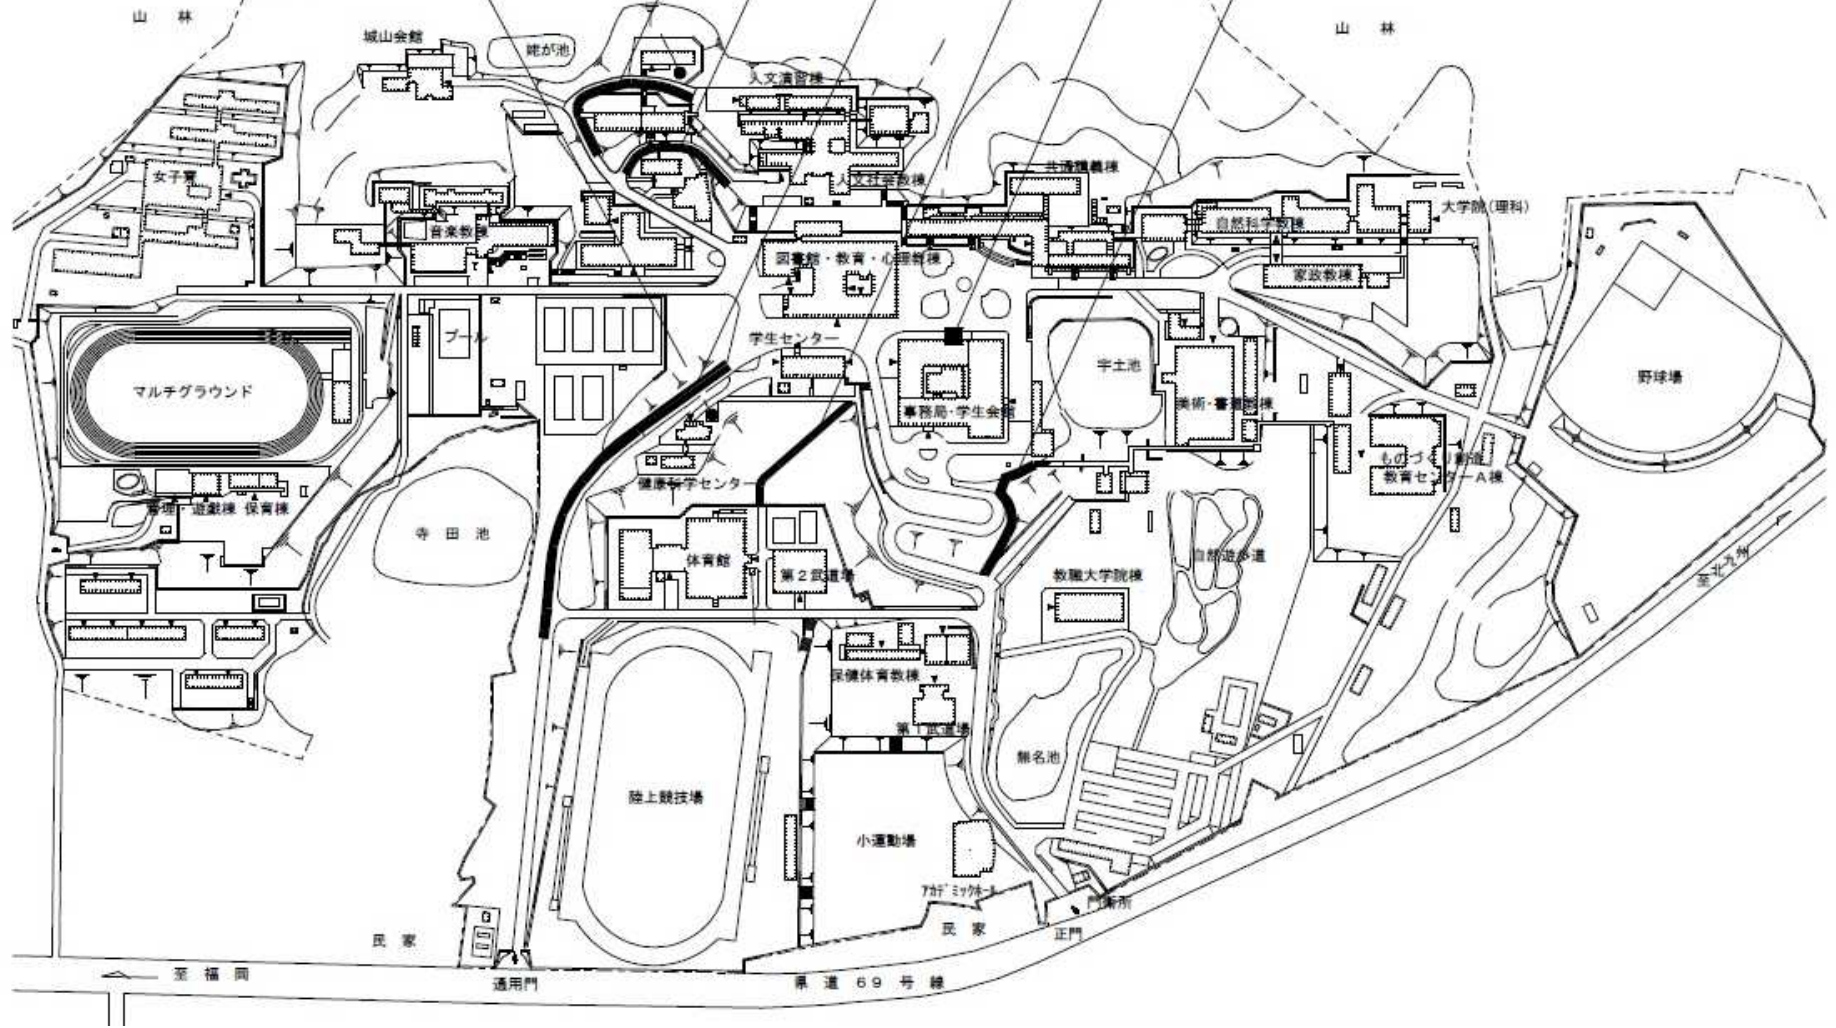 山 林
山 林
城山会館
蛯が池
人文演習棟
共通講義棟
女子寮
人文社会教棟
大学院(理科)
音楽教棟
自然科学教棟
図書館・教育・心理教棟
家政教棟
プール
学生センター
宇土池
野球場
マルチグラウンド
事務局・学生会館
美術・書道教棟
ものづくり創造
教育センターA棟
健康科学センター
管理・遊戯棟 保育棟
寺 田 池
体育館
第2武道場
教職大学院棟
自然遊歩道
至北九州
保健体育教棟
第1武道場
無名池
陸上競技場
小運動場
アカデミックホール
門衛所
民 家
民 家
正門
至 福 岡
通用門
県 道 69 号 線